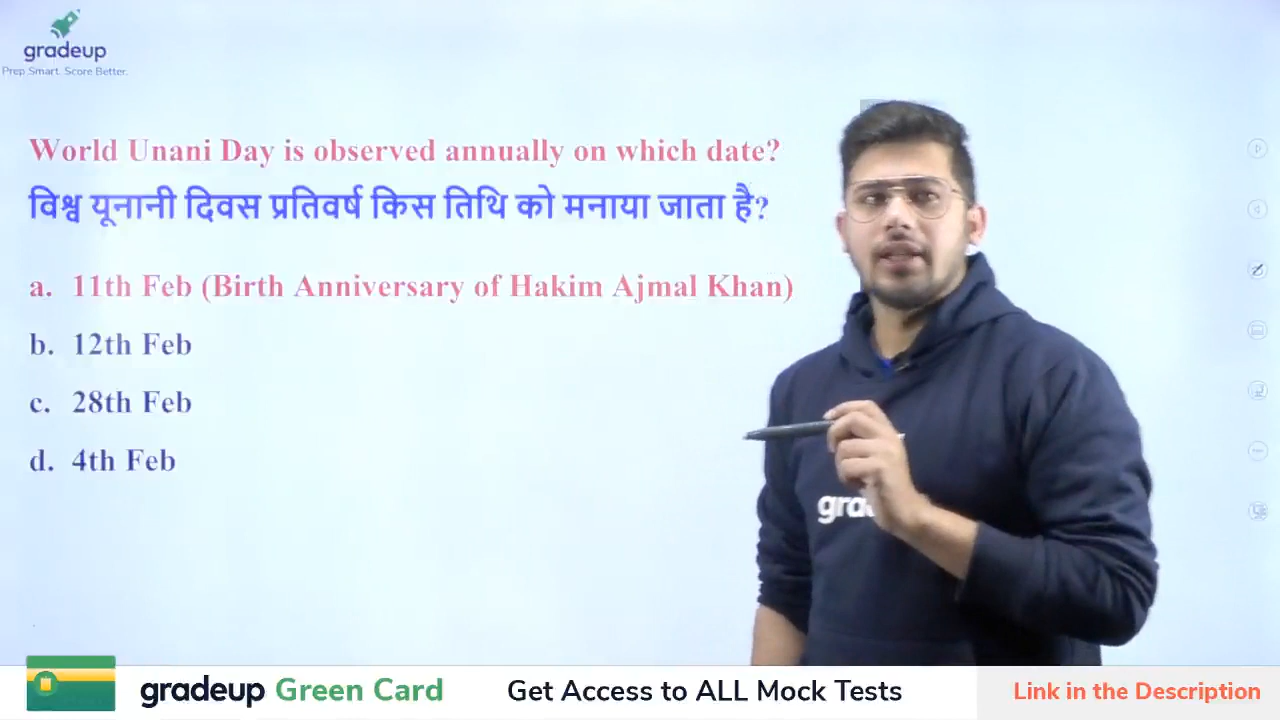 gradeup
Prep Smart. Score Better.
World Unani Day is observed annually on which date?
विश्व यूनानी दिवस प्रतिवर्ष किस तिथि को मनाया जाता है?
a. 11th Feb (Birth Anniversary of Hakim Ajmal Khan)
b. 12th Feb
c. 28th Feb
d. 4th Feb
grad
gradeup Green Card
Get Access to ALL Mock Tests
Link in the Description